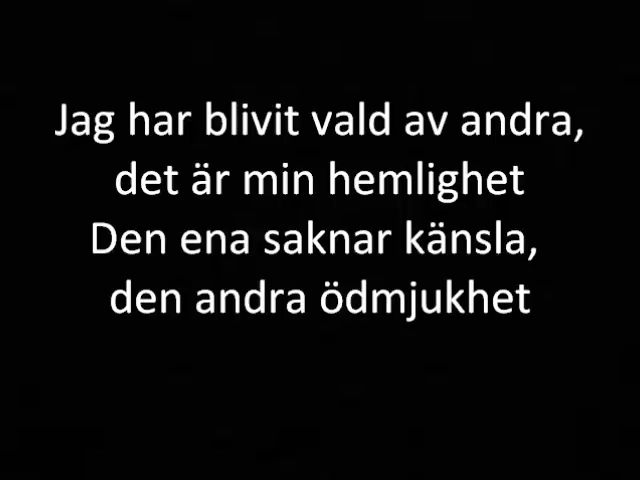 Jag har blivit vald av andra,
det är min hemlighet
Den ena saknar känsla,
den andra ödmjukhet